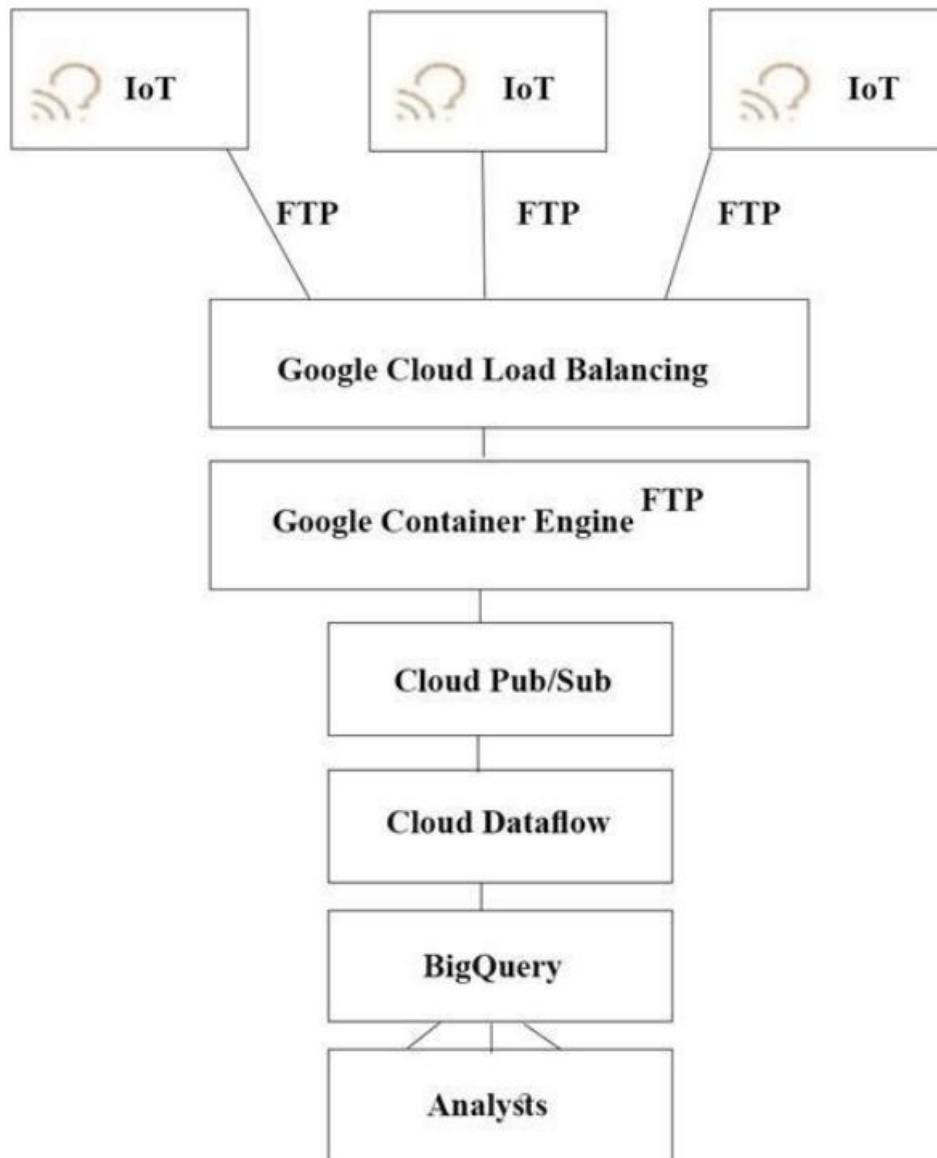 IoT
IoT
IoT
FTP
FTP
FTP
Google Cloud Load Balancing
Google Container Engine FTP
Cloud Pub/Sub
Cloud Dataflow
BigQuery
Analysts